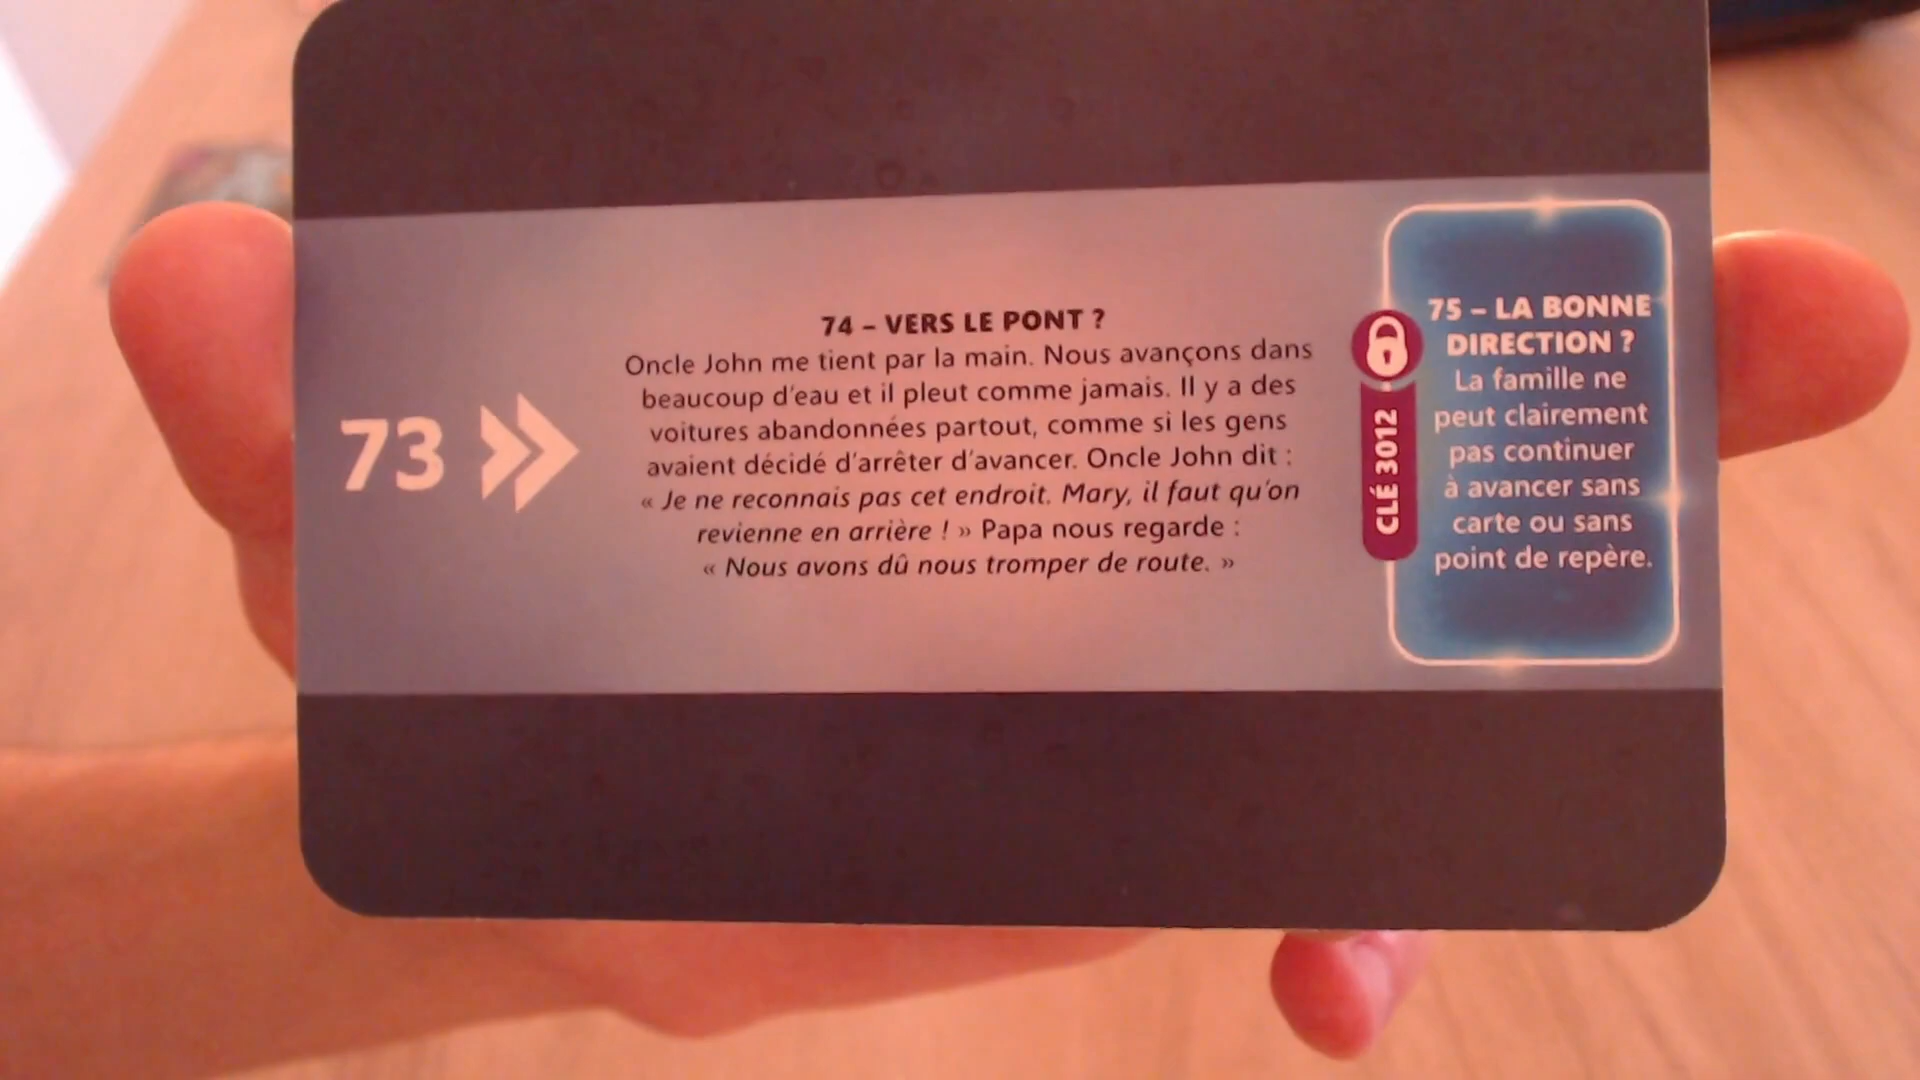 73
74 – VERS LE PONT ?
Oncle John me tient par la main. Nous avançons dans
beaucoup d'eau et il pleut comme jamais. Il y a des
voitures abandonnées partout, comme si les gens
avaient décidé d'arrêter d'avancer. Oncle John dit :
« Je ne reconnais pas cet endroit. Mary, il faut qu'on
revienne en arrière ! » Papa nous regarde :
« Nous avons dû nous tromper de route. »
CLÉ 3012
75 – LA BONNE
DIRECTION ?
La famille ne
peut clairement
pas continuer
à avancer sans
carte ou sans
point de repère.